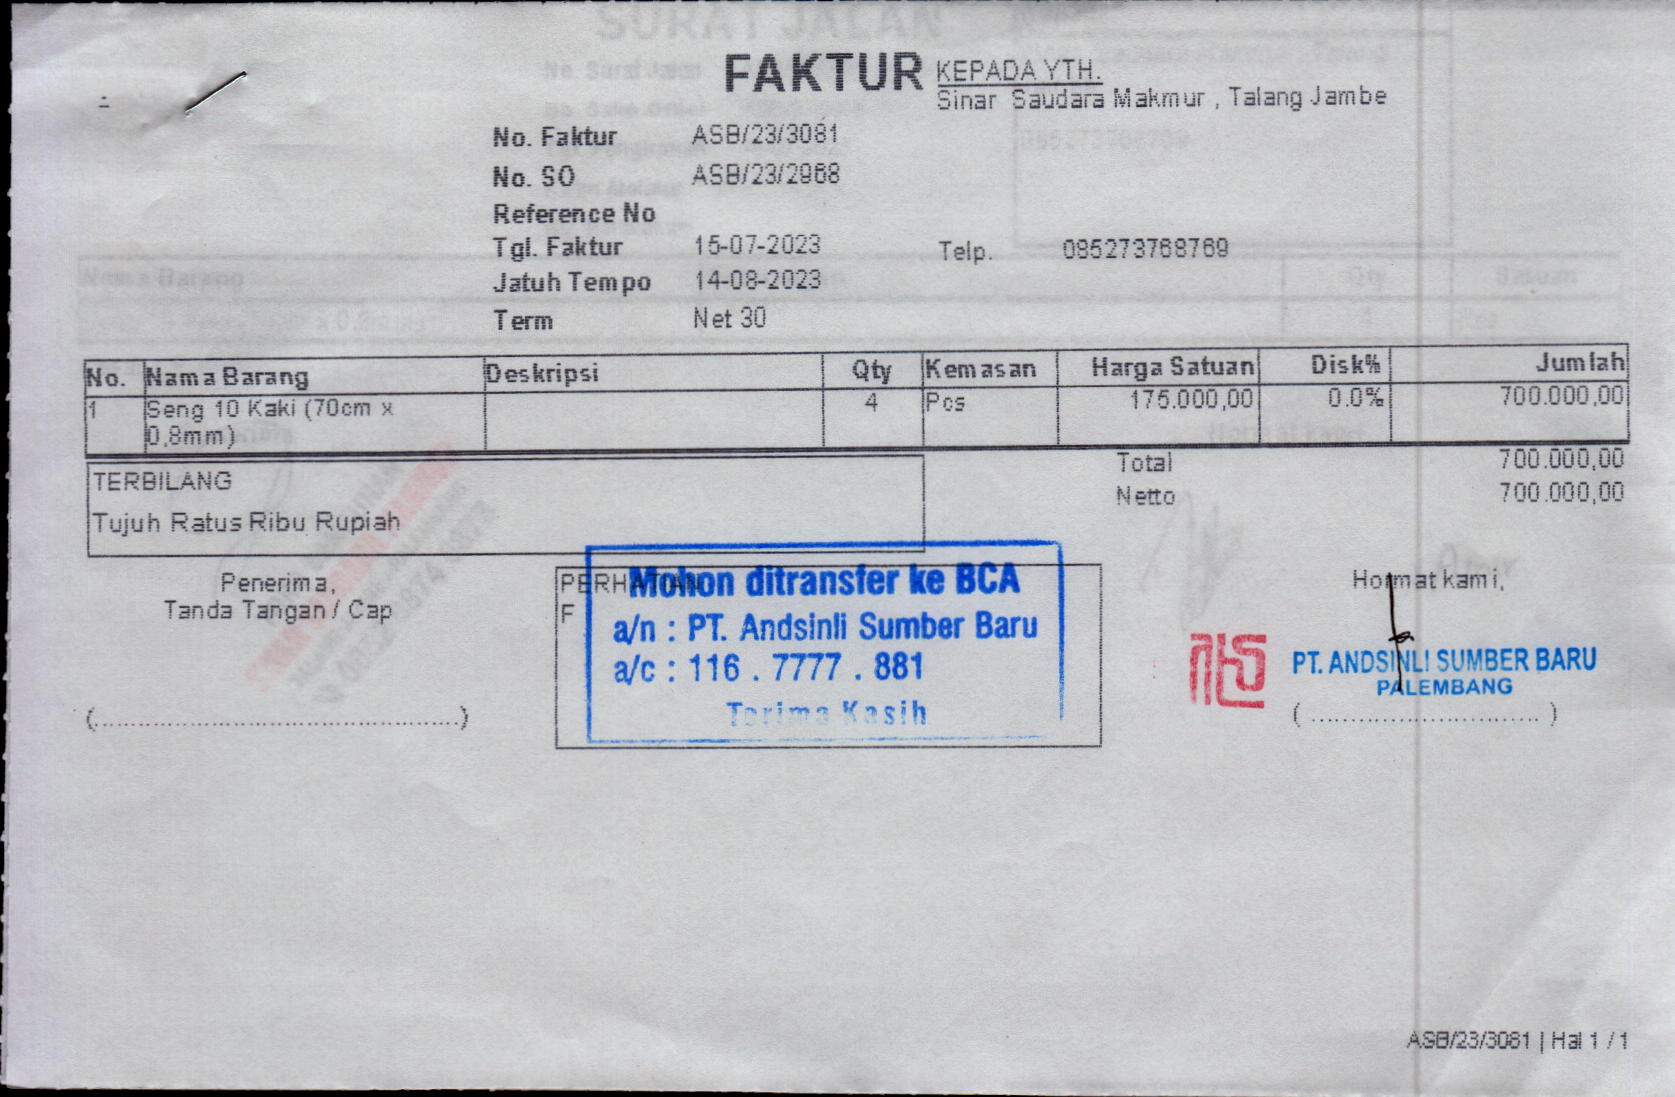 FAKTUR
KEPADA YTH.
Sinar Saudara Makmur , Talang Jambe
No. Faktur ASB/23/3081
No. SO ASB/23/2968
Reference No
Tgl. Faktur 15-07-2023
Telp. 085273768769
Jatuh Tempo 14-08-2023
Term Net 30
No. Nama Barang Deskripsi Qty Kemasan Harga Satuan Disk% Jumlah
1 Seng 10 Kaki (70cm x 4 Pcs 175.000,00 0.0% 700.000,00
0,8mm)
Total 700.000,00
Netto 700.000,00
TERBILANG
Tujuh Ratus Ribu Rupiah
Penerima,
Tanda Tangan / Cap
(............................................)
PERHATIAN
F
Mohon ditransfer ke BCA
a/n : PT. Andsinli Sumber Baru
a/c : 116 . 7777 . 881
Terima Kasih
Hormat kami,
PT. ANDSINLI SUMBER BARU
PALEMBANG
( ............................ )
ASB/23/3081 | Hal 1 / 1